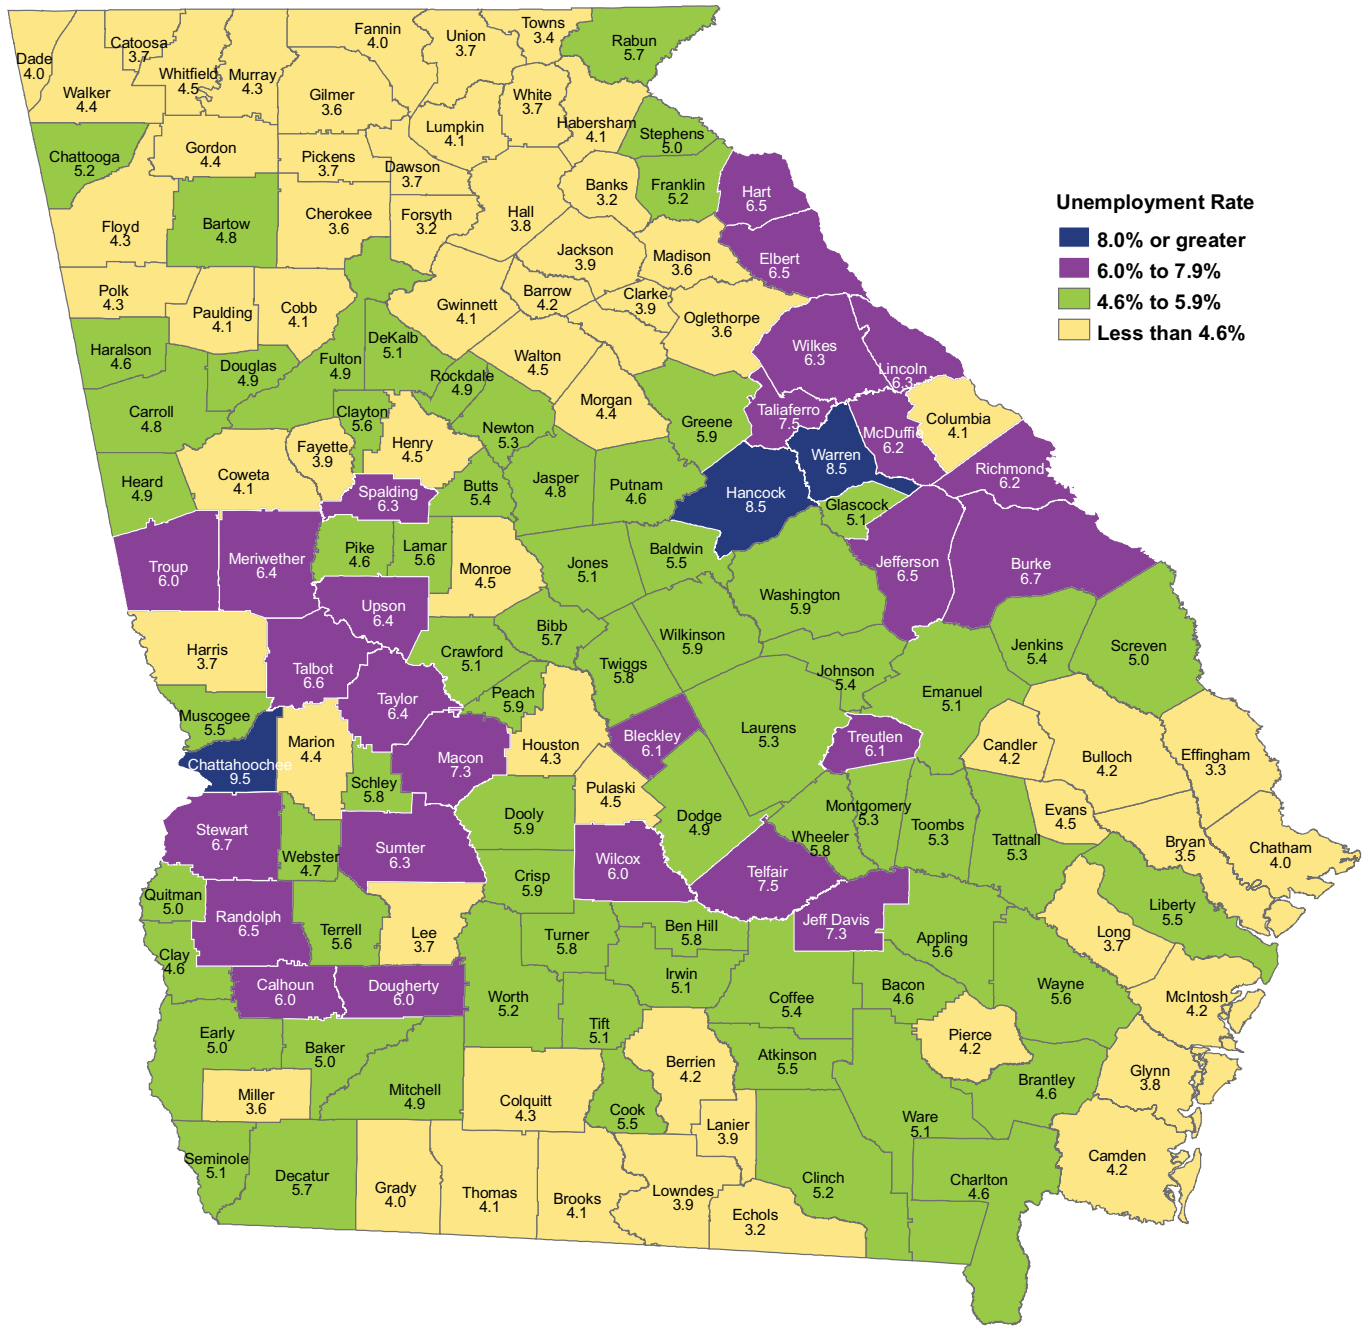 Unemployment Rate
8.0% or greater
6.0% to 7.9%
4.6% to 5.9%
Less than 4.6%
Dade
4.0
Catoosa
3.7
Walker
4.4
Whitfield
4.5
Murray
4.3
Fannin
4.0
Gilmer
3.6
Union
3.7
Towns
3.4
Rabun
5.7
White
3.7
Lumpkin
4.1
Habersham
4.1
Stephens
5.0
Chattooga
5.2
Gordon
4.4
Pickens
3.7
Dawson
3.7
Banks
3.2
Franklin
5.2
Hart
6.5
Floyd
4.3
Bartow
4.8
Cherokee
3.6
Forsyth
3.2
Hall
3.8
Jackson
3.9
Madison
3.6
Elbert
6.5
Polk
4.3
Paulding
4.1
Cobb
4.1
Gwinnett
4.1
Barrow
4.2
Clarke
3.9
Oglethorpe
3.6
Wilkes
6.3
Lincoln
6.3
Haralson
4.6
Douglas
4.9
Fulton
4.9
DeKalb
5.1
Rockdale
4.9
Walton
4.5
Morgan
4.4
Greene
5.9
Taliaferro
7.5
McDuffie
6.2
Columbia
4.1
Carroll
4.8
Clayton
5.6
Fayette
3.9
Henry
4.5
Newton
5.3
Warren
8.5
Richmond
6.2
Heard
4.9
Coweta
4.1
Spalding
6.3
Butts
5.4
Jasper
4.8
Putnam
4.6
Hancock
8.5
Glascock
5.1
Troup
6.0
Meriwether
6.4
Pike
4.6
Lamar
5.6
Monroe
4.5
Jones
5.1
Baldwin
5.5
Washington
5.9
Jefferson
6.5
Burke
6.7
Upson
6.4
Harris
3.7
Talbot
6.6
Taylor
6.4
Crawford
5.1
Bibb
5.7
Twiggs
5.8
Wilkinson
5.9
Johnson
5.4
Emanuel
5.1
Jenkins
5.4
Screven
5.0
Muscogee
5.5
Chattahoochee
9.5
Marion
4.4
Schley
5.8
Macon
7.3
Peach
5.9
Houston
4.3
Bleckley
6.1
Laurens
5.3
Treutlen
6.1
Candler
4.2
Bulloch
4.2
Effingham
3.3
Stewart
6.7
Webster
4.7
Sumter
6.3
Dooly
5.9
Pulaski
4.5
Dodge
4.9
Wheeler
5.8
Montgomery
5.3
Toombs
5.3
Tattnall
5.3
Evans
4.5
Bryan
3.5
Chatham
4.0
Quitman
5.0
Randolph
6.5
Terrell
5.6
Lee
3.7
Crisp
5.9
Wilcox
6.0
Telfair
7.5
Jeff Davis
7.3
Appling
5.6
Liberty
5.5
Long
3.7
Clay
4.6
Calhoun
6.0
Dougherty
6.0
Worth
5.2
Turner
5.8
Ben Hill
5.8
Irwin
5.1
Coffee
5.4
Bacon
4.6
Wayne
5.6
McIntosh
4.2
Early
5.0
Baker
5.0
Mitchell
4.9
Tift
5.1
Berrien
4.2
Atkinson
5.5
Pierce
4.2
Brantley
4.6
Glynn
3.8
Miller
3.6
Colquitt
4.3
Cook
5.5
Lanier
3.9
Ware
5.1
Camden
4.2
Seminole
5.1
Decatur
5.7
Grady
4.0
Thomas
4.1
Brooks
4.1
Lowndes
3.9
Echols
3.2
Clinch
5.2
Charlton
4.6